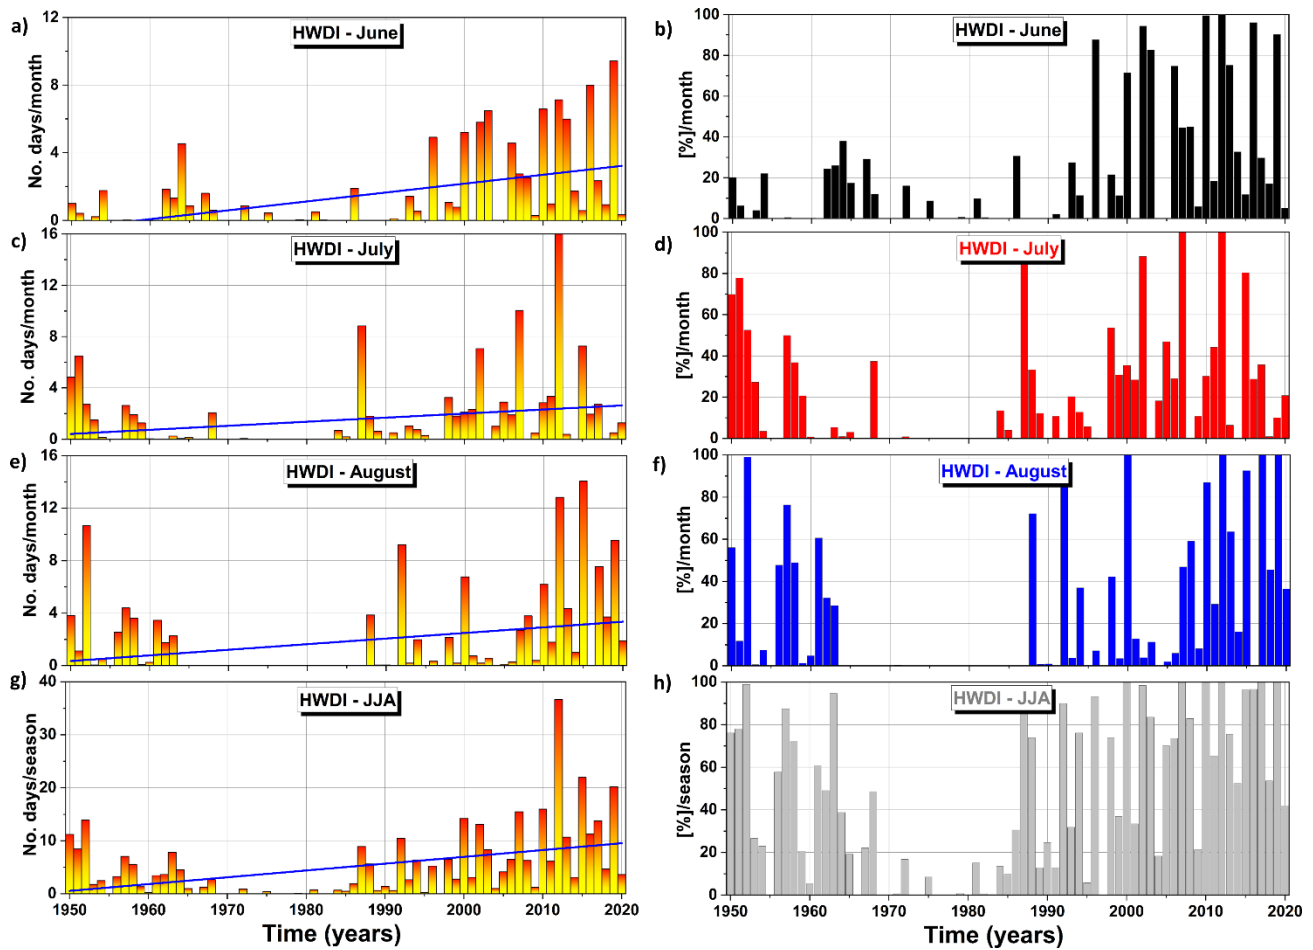 a)
HWDI - June
No. days/month
12
8
4
0
b)
HWDI - June
[%]/month
100
80
60
40
20
0
c)
HWDI - July
No. days/month
16
12
8
4
0
d)
HWDI - July
[%]/month
100
80
60
40
20
0
e)
HWDI - August
No. days/month
16
12
8
4
0
f)
HWDI - August
[%]/month
100
80
60
40
20
0
g)
HWDI - JJA
No. days/season
40
30
20
10
0
1950 1960 1970 1980 1990 2000 2010 2020
Time (years)
h)
HWDI - JJA
[%]/season
100
80
60
40
20
0
1950 1960 1970 1980 1990 2000 2010 2020
Time (years)